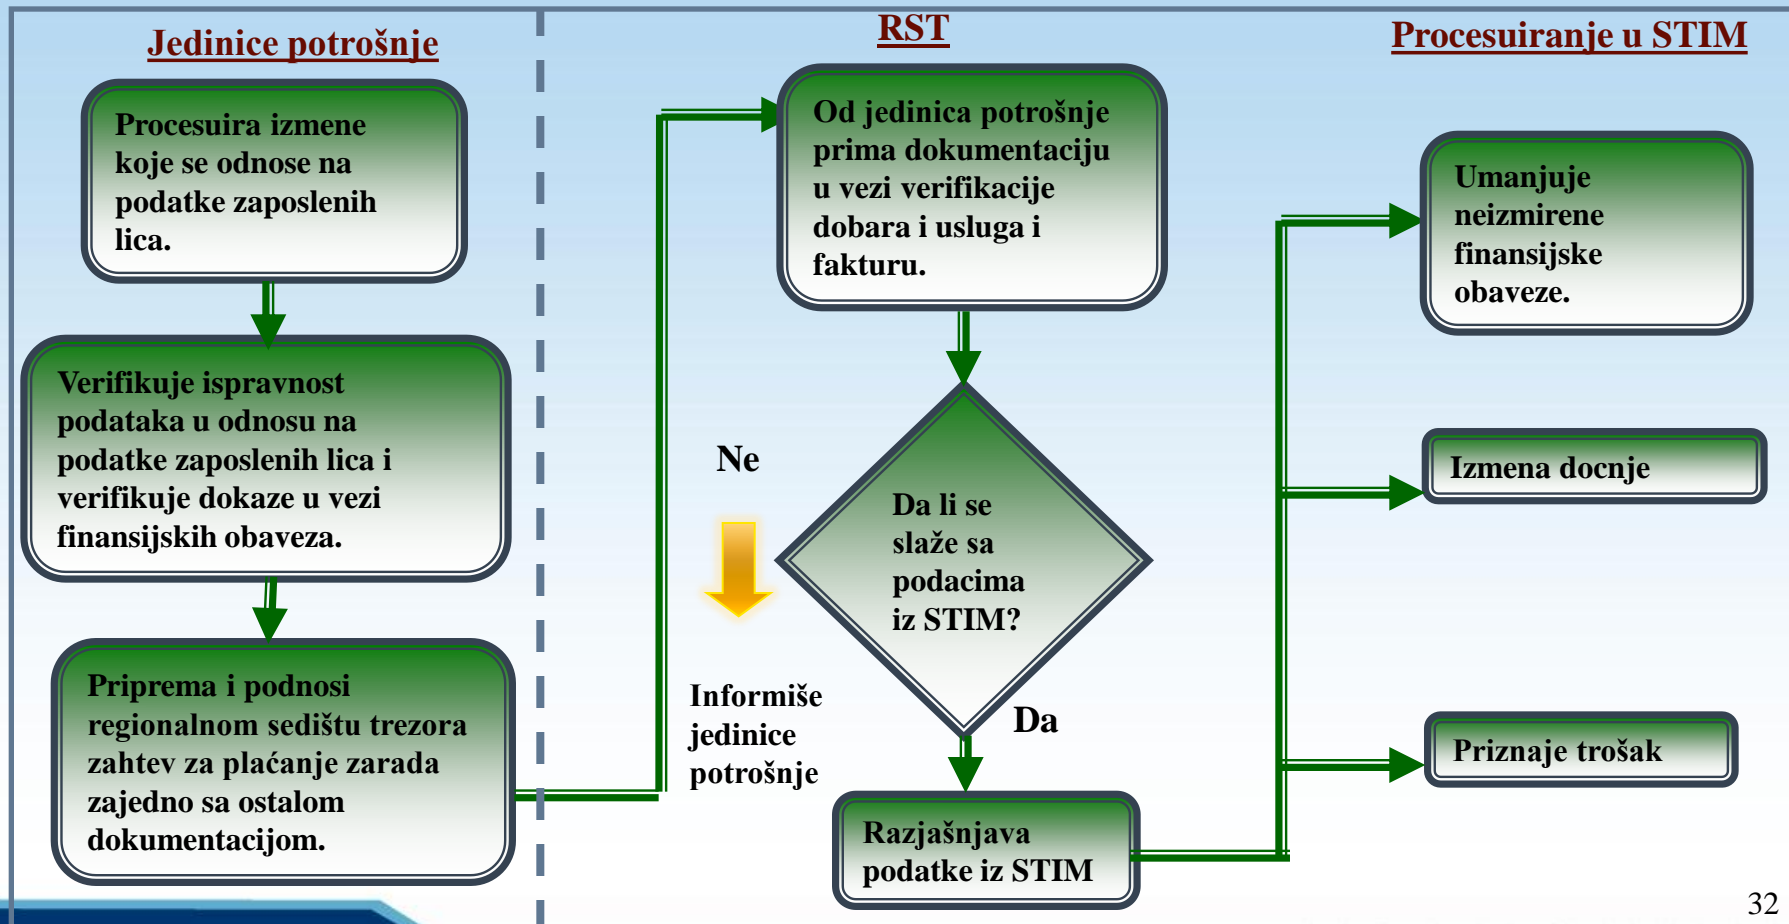 Jedinice potrošnje
Procesuira izmene
koje se odnose na
podatke zaposlenih
lica.
Verifikuje ispravnost
podataka u odnosu na
podatke zaposlenih lica i
verifikuje dokaze u vezi
finansijskih obaveza.
Priprema i podnosi
regionalnom sedištu trezora
zahtev za plaćanje zarada
zajedno sa ostalom
dokumentacijom.
RST
Od jedinica potrošnje
prima dokumentaciju
u vezi verifikacije
dobara i usluga i
fakturu.
Ne
Da li se
slaže sa
podacima
iz STIM?
Informiše
jedinice
potrošnje
Da
Razjašnjava
podatke iz STIM
Procesuiranje u STIM
Umanjuje
neizmirene
finansijske
obaveze.
Izmena docnje
Priznaje trošak
32